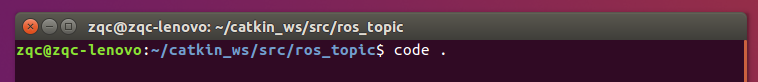 zqc@zqc-lenovo: ~/catkin_ws/src/ros_topic
zqc@zqc-lenovo:~/catkin_ws/src/ros_topic$ code .